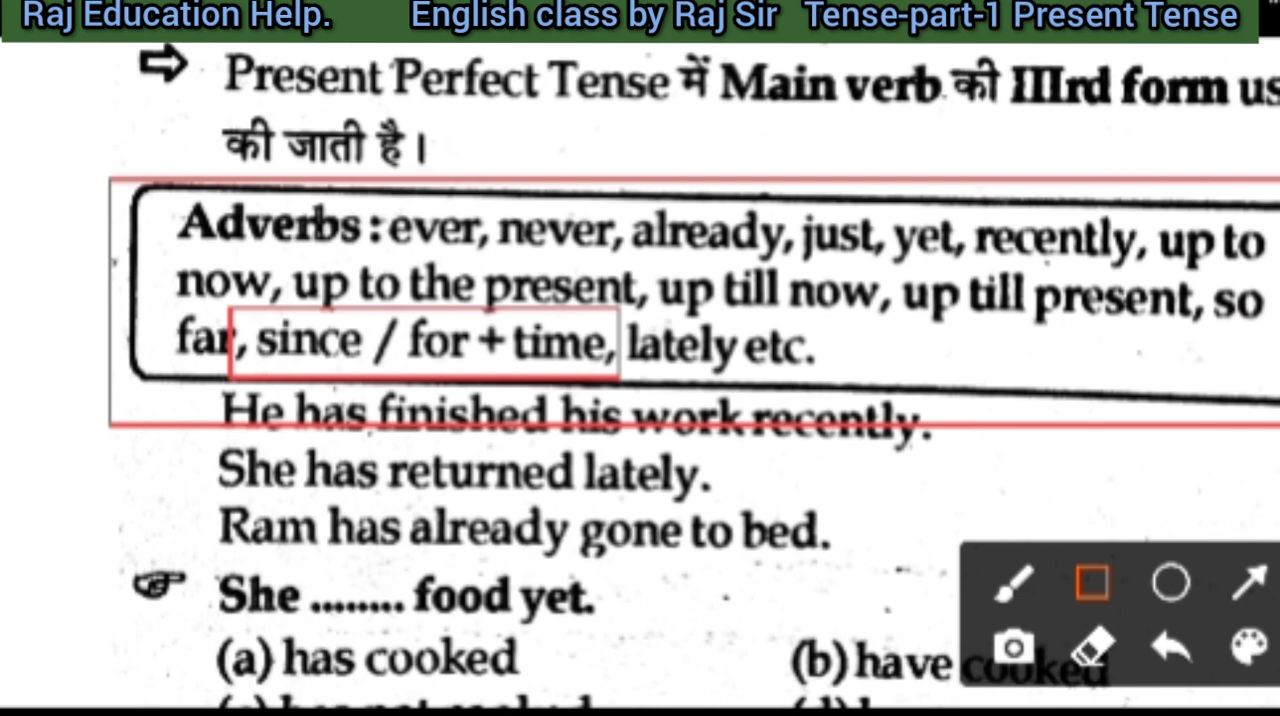 Raj Education Help. English class by Raj Sir Tense-part-1 Present Tense
⇨ Present Perfect Tense में Main verb की IIIrd form
की जाती है।
Adverbs : ever, never, already, just, yet, recently, up to
now, up to the present, up till now, up till present, so
far, since / for + time, lately etc.
He has finished his work recently.
She has returned lately.
Ram has already gone to bed.
☞ She ........ food yet.
(a) has cooked (b) have cooked